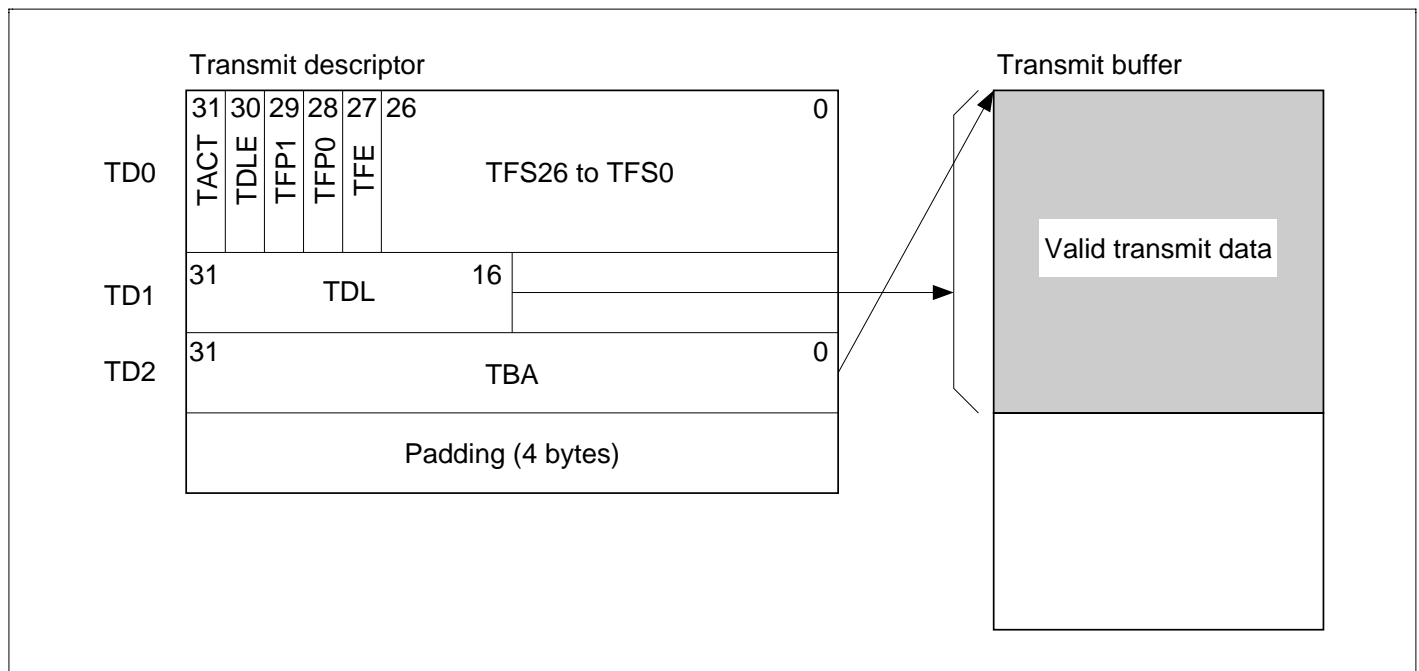 Transmit descriptor
Transmit buffer
31 30 29 28 27 26 0
TD0
TACT
TDLE
TFP1
TFP0
TFE
TFS26 to TFS0
Valid transmit data
31 16
TD1
TDL
31 0
TD2
TBA
Padding (4 bytes)